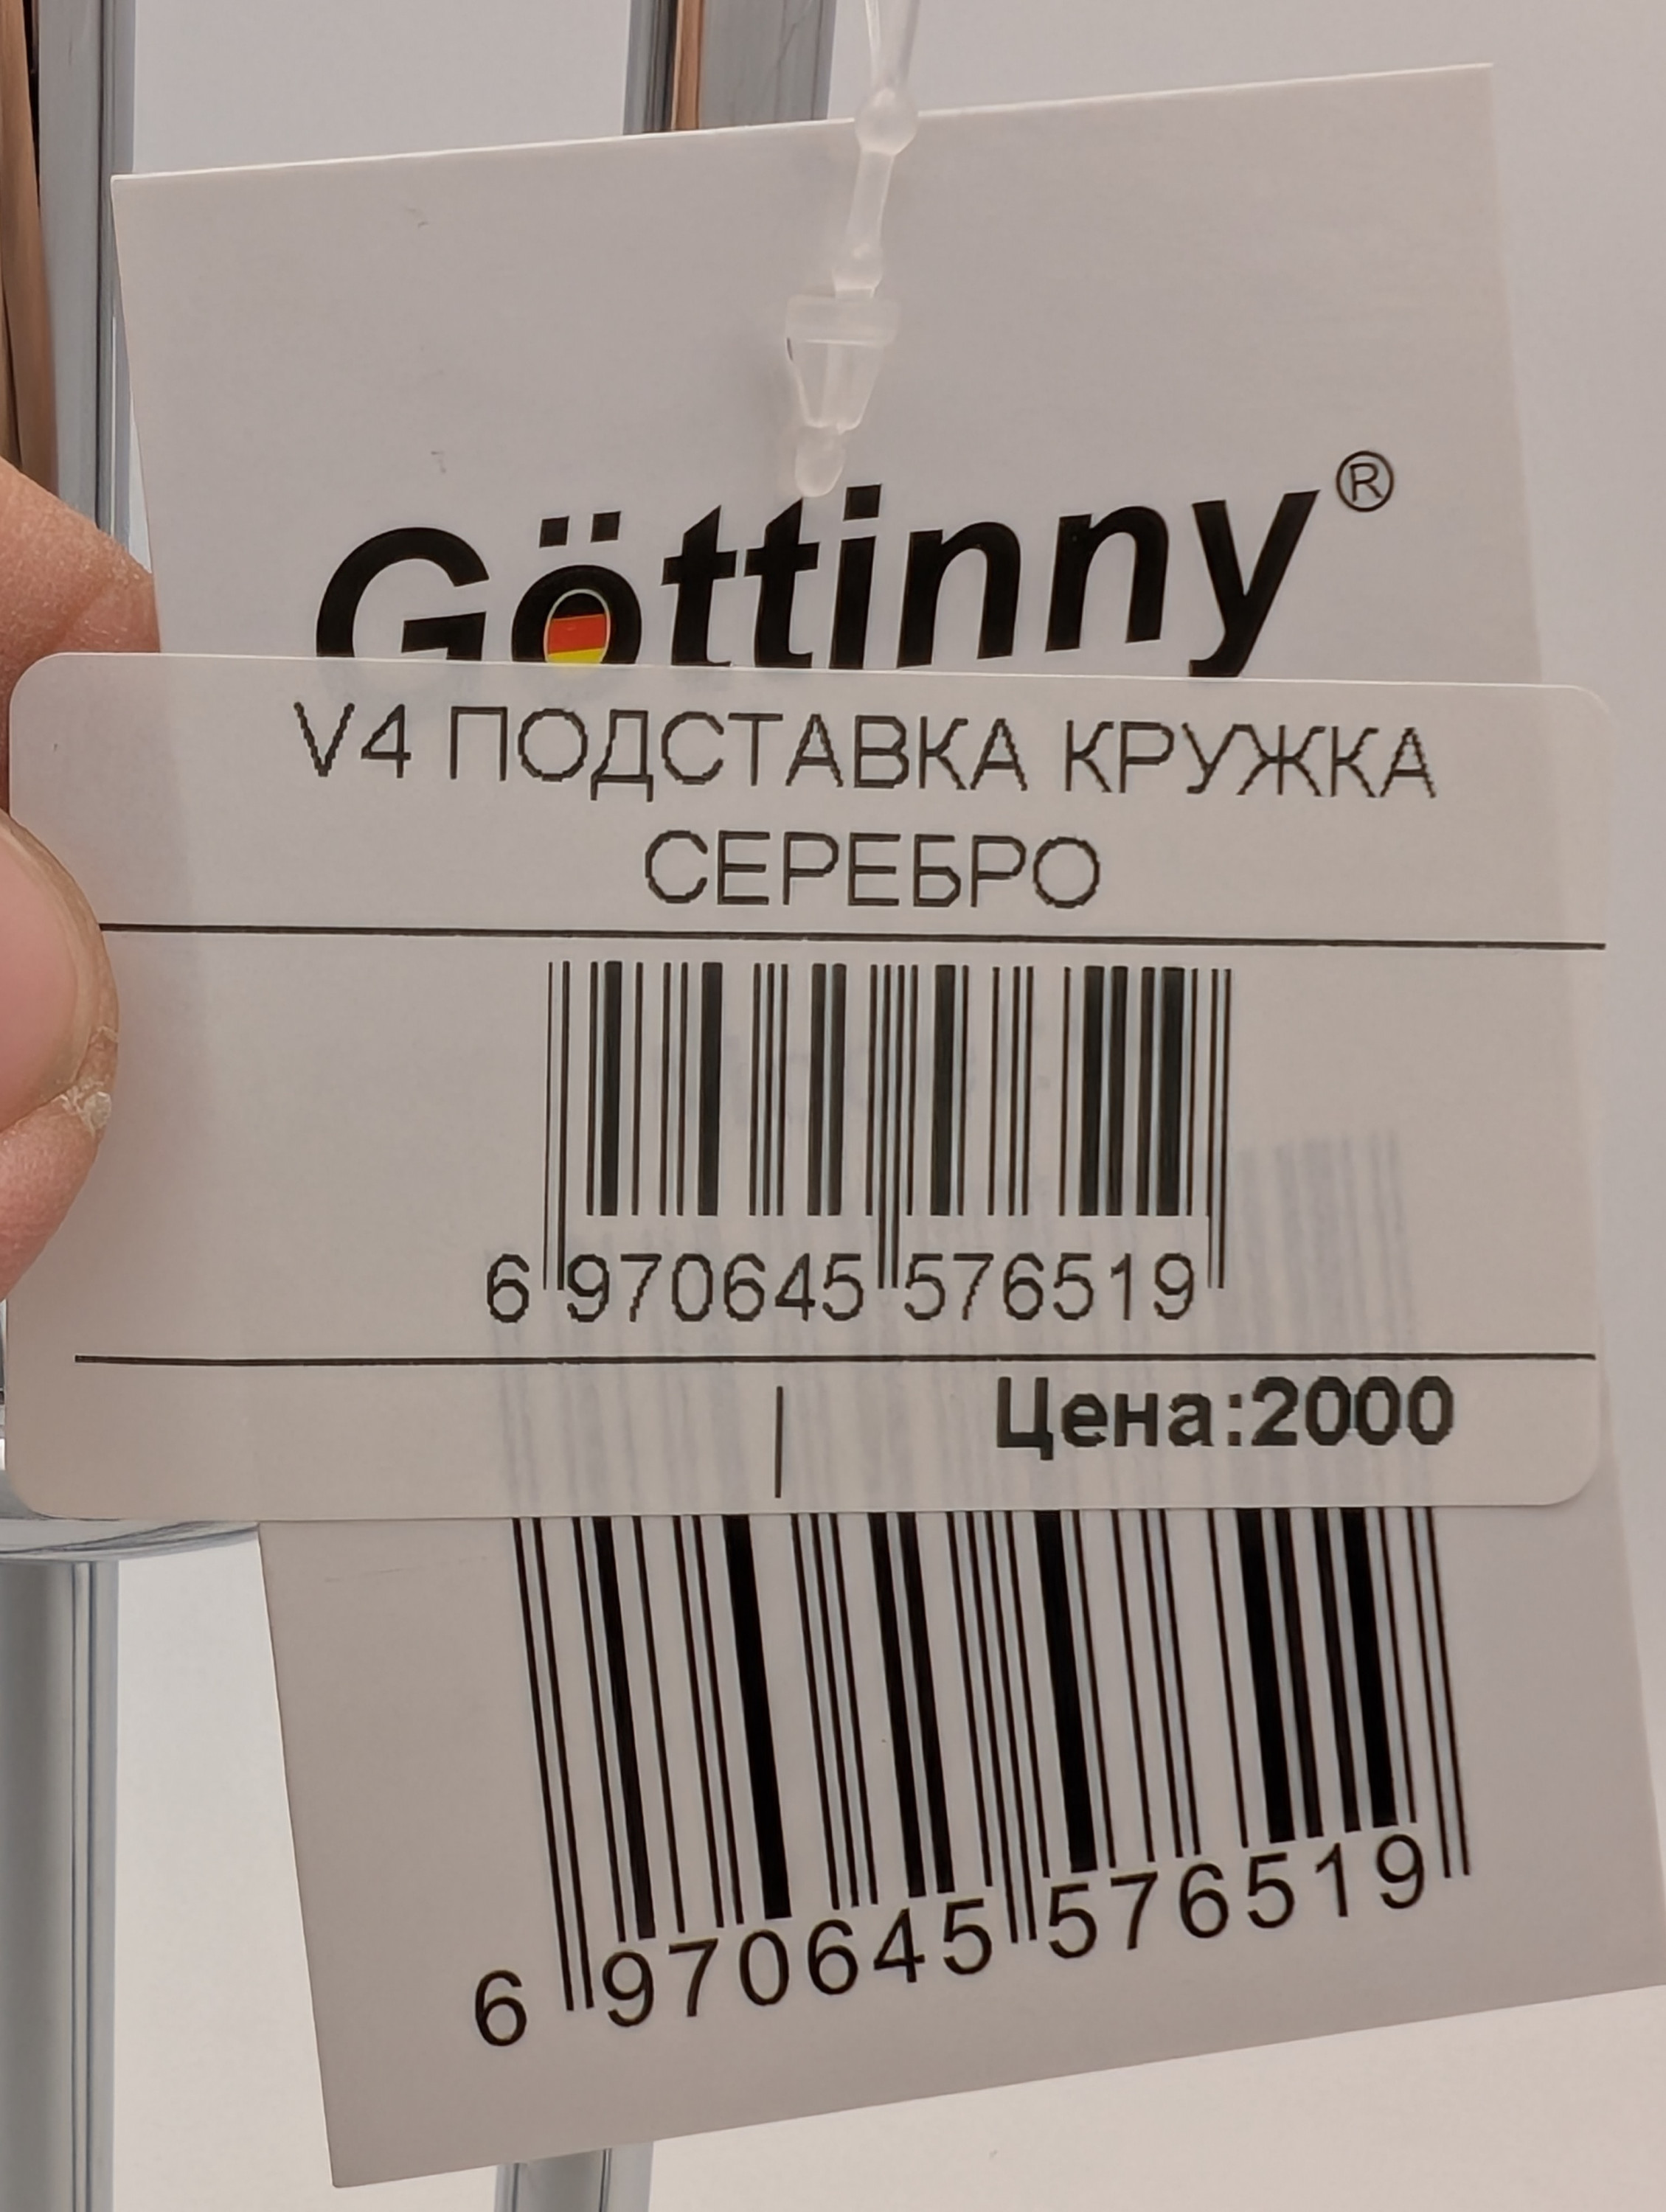 Göttinny®
V4 ПОДСТАВКА КРУЖКА
СЕРЕБРО
6 970645 576519
Цена:2000
6 970645 576519